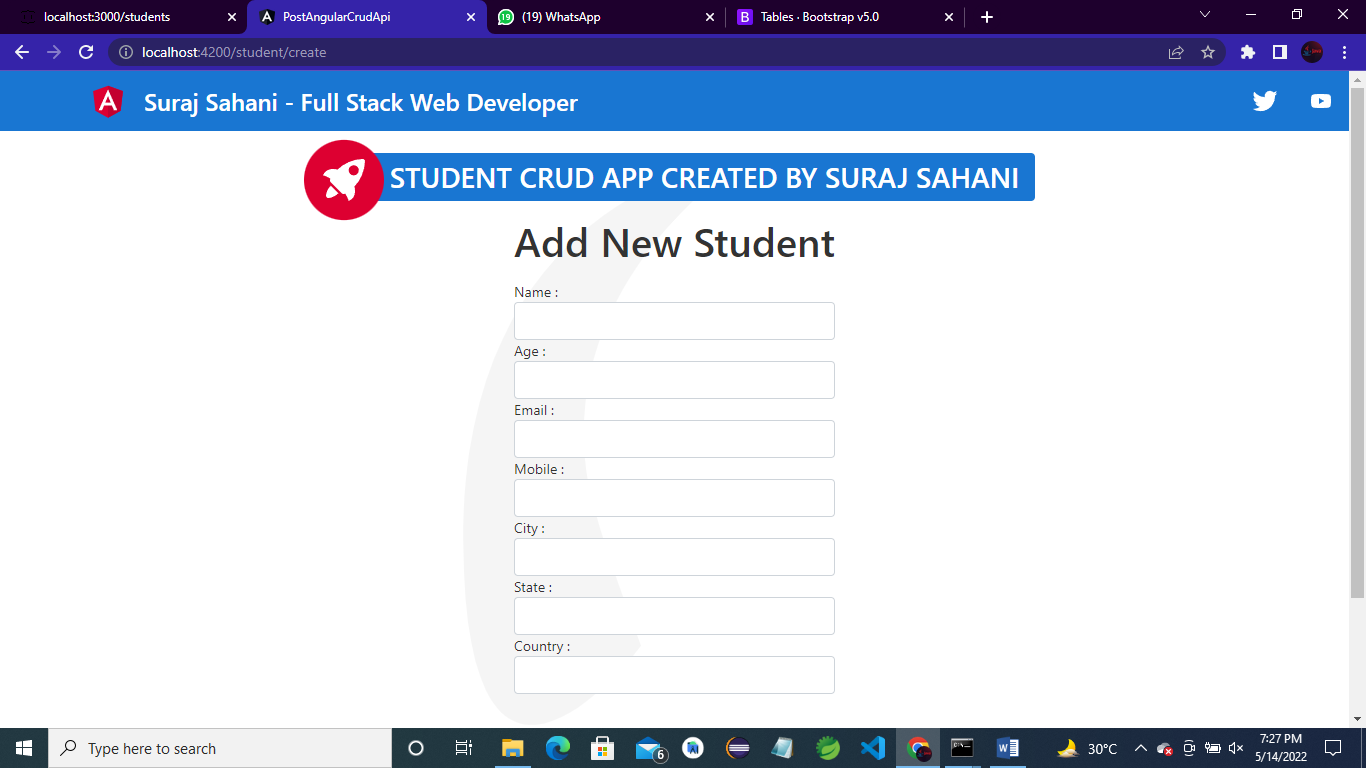 localhost:3000/students
PostAngularCrudApi
(19) WhatsApp
B Tables · Bootstrap v5.0
localhost:4200/student/create
Suraj Sahani - Full Stack Web Developer
STUDENT CRUD APP CREATED BY SURAJ SAHANI
Add New Student
Name :
Age :
Email :
Mobile :
City :
State :
Country :
Type here to search
6
30°C
7:27 PM
5/14/2022